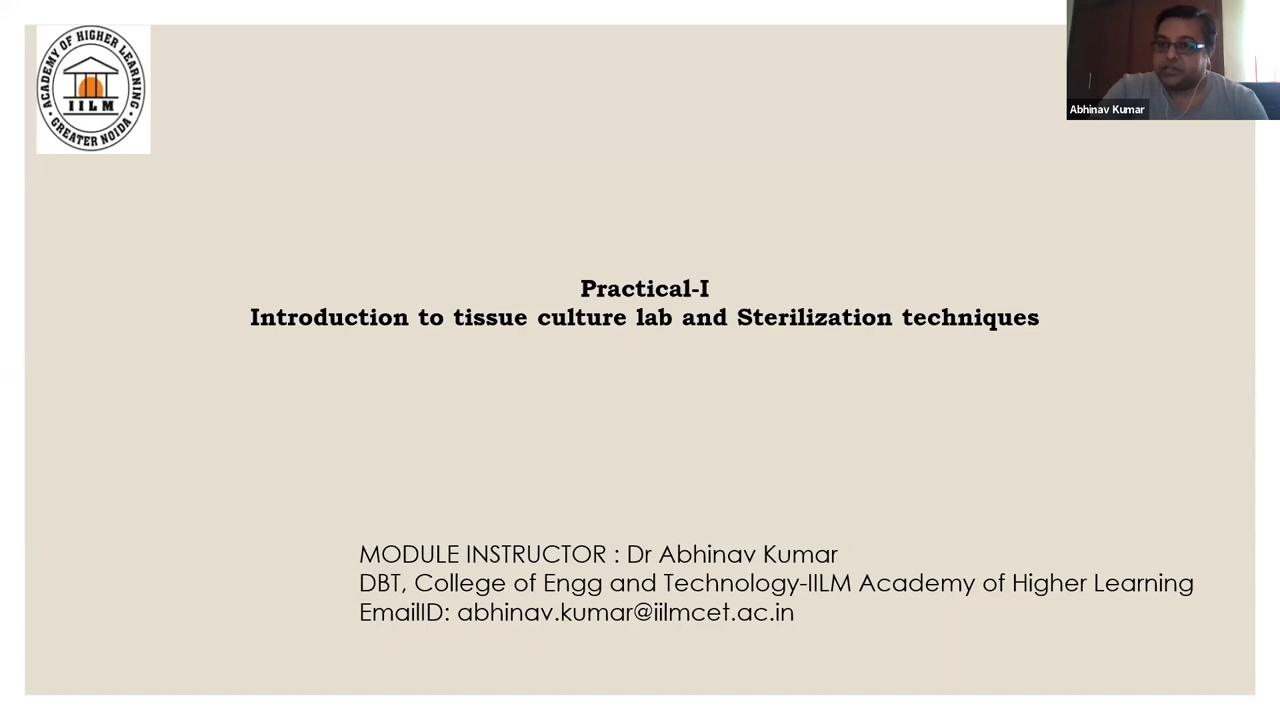 ACADEMY OF HIGHER LEARNING
IILM
GREATER NOIDA
Abhinav Kumar
Practical-I
Introduction to tissue culture lab and Sterilization techniques
MODULE INSTRUCTOR : Dr Abhinav Kumar
DBT, College of Engg and Technology-IILM Academy of Higher Learning
EmailID: abhinav.kumar@iilmcet.ac.in